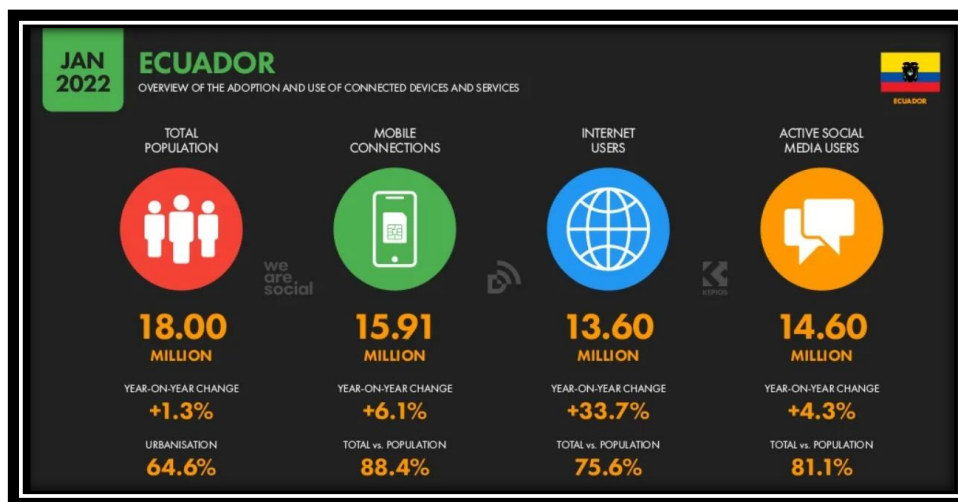 JAN
2022
ECUADOR
OVERVIEW OF THE ADOPTION AND USE OF CONNECTED DEVICES AND SERVICES
ECUADOR
TOTAL
POPULATION
MOBILE
CONNECTIONS
INTERNET
USERS
ACTIVE SOCIAL
MEDIA USERS
we
are
social
KEPIOS
18.00
MILLION
15.91
MILLION
13.60
MILLION
14.60
MILLION
YEAR-ON-YEAR CHANGE
+1.3%
YEAR-ON-YEAR CHANGE
+6.1%
YEAR-ON-YEAR CHANGE
+33.7%
YEAR-ON-YEAR CHANGE
+4.3%
URBANISATION
64.6%
TOTAL vs. POPULATION
88.4%
TOTAL vs. POPULATION
75.6%
TOTAL vs. POPULATION
81.1%